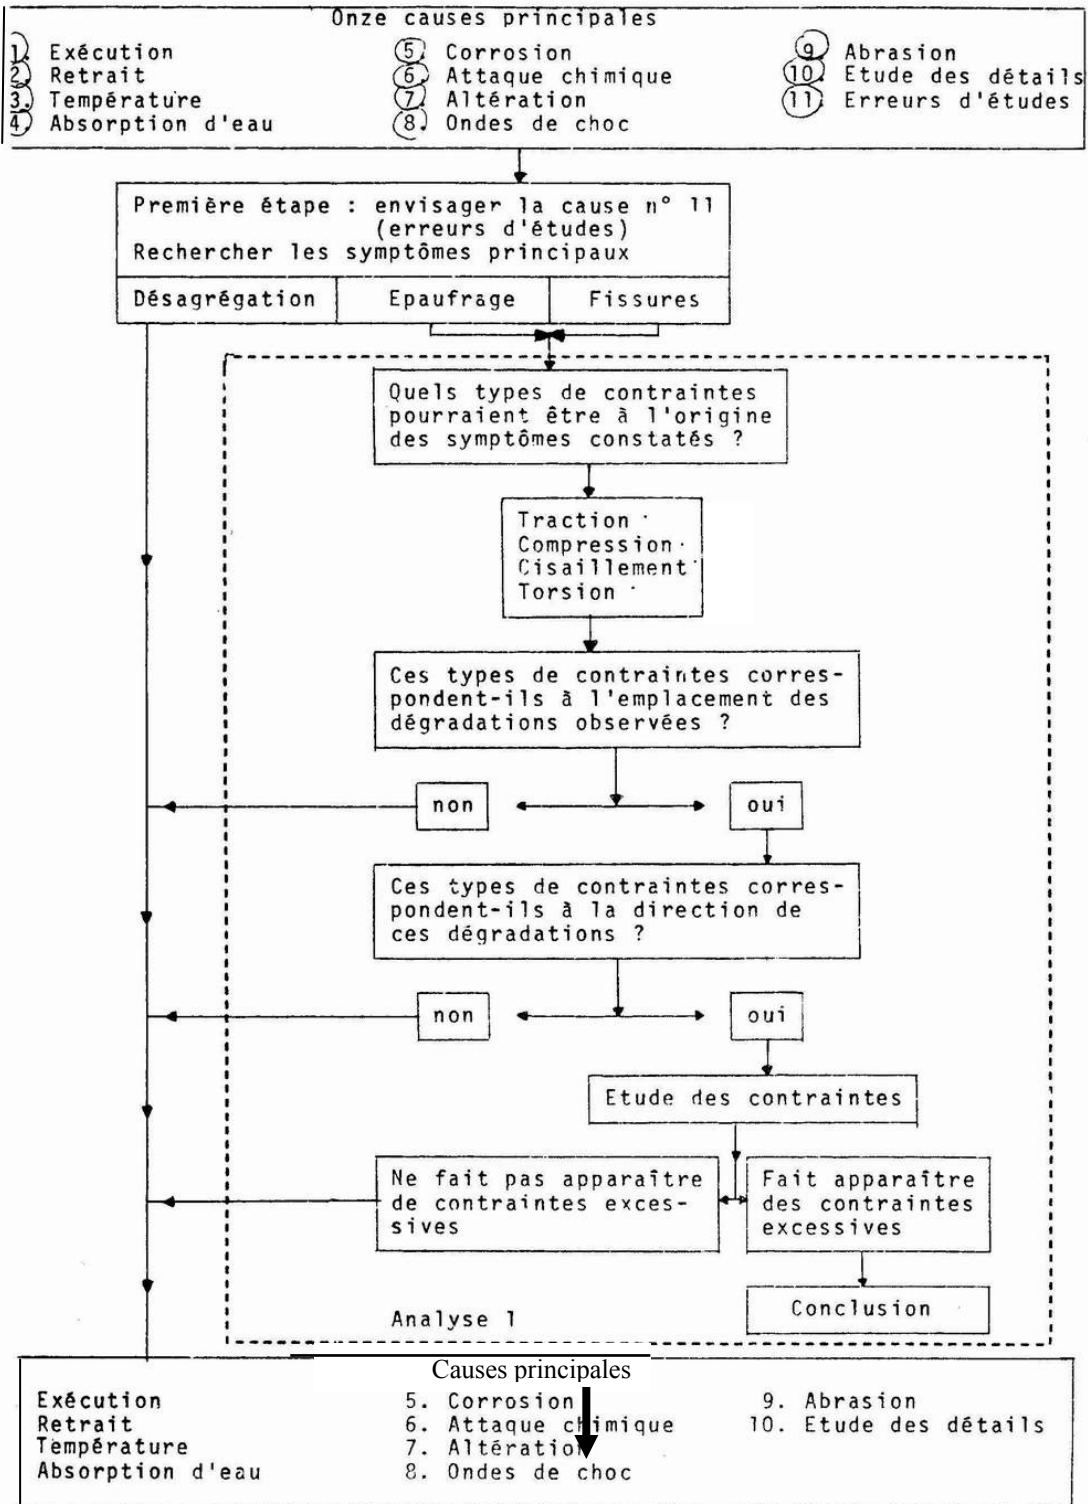 Onze causes principales
1. Exécution
2. Retrait
3. Température
4. Absorption d'eau
5. Corrosion
6. Attaque chimique
7. Altération
8. Ondes de choc
9. Abrasion
10. Etude des détails
11. Erreurs d'études
Première étape : envisager la cause n° 11
(erreurs d'études)
Rechercher les symptômes principaux
Désagrégation
Epaufrage
Fissures
Quels types de contraintes
pourraient être à l'origine
des symptômes constatés ?
Traction
Compression
Cisaillement
Torsion
Ces types de contraintes corres-
pondent-ils à l'emplacement des
dégradations observées ?
non
oui
Ces types de contraintes corres-
pondent-ils à la direction de
ces dégradations ?
non
oui
Etude des contraintes
Ne fait pas apparaître
de contraintes exces-
sives
Fait apparaître
des contraintes
excessives
Conclusion
Analyse 1
Causes principales
Exécution
Retrait
Température
Absorption d'eau
5. Corrosion
6. Attaque chimique
7. Altération
8. Ondes de choc
9. Abrasion
10. Etude des détails